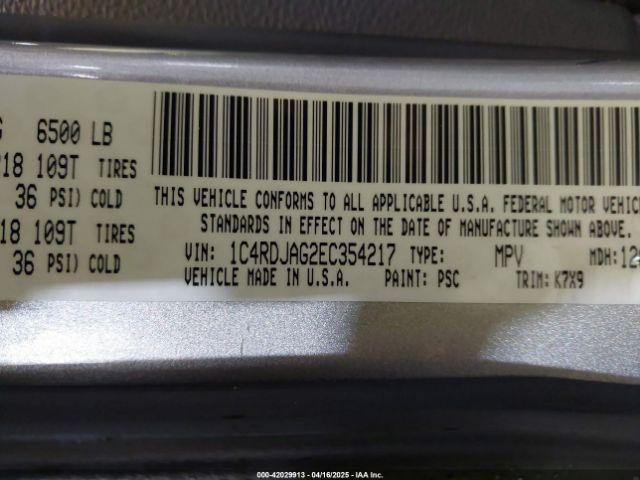 6500 LB
18 109T TIRES
36 PSI) COLD
18 109T TIRES
36 PSI) COLD
THIS VEHICLE CONFORMS TO ALL APPLICABLE U.S.A. FEDERAL MOTOR VEHIC
STANDARDS IN EFFECT ON THE DATE OF MANUFACTURE SHOWN ABOVE.
VIN: 1C4RDJAG2EC354217 TYPE: MPV MDH: 12
VEHICLE MADE IN U.S.A. PAINT: PSC TRIM: K7X9
000-42029913 - 04/16/2025 - IAA Inc.